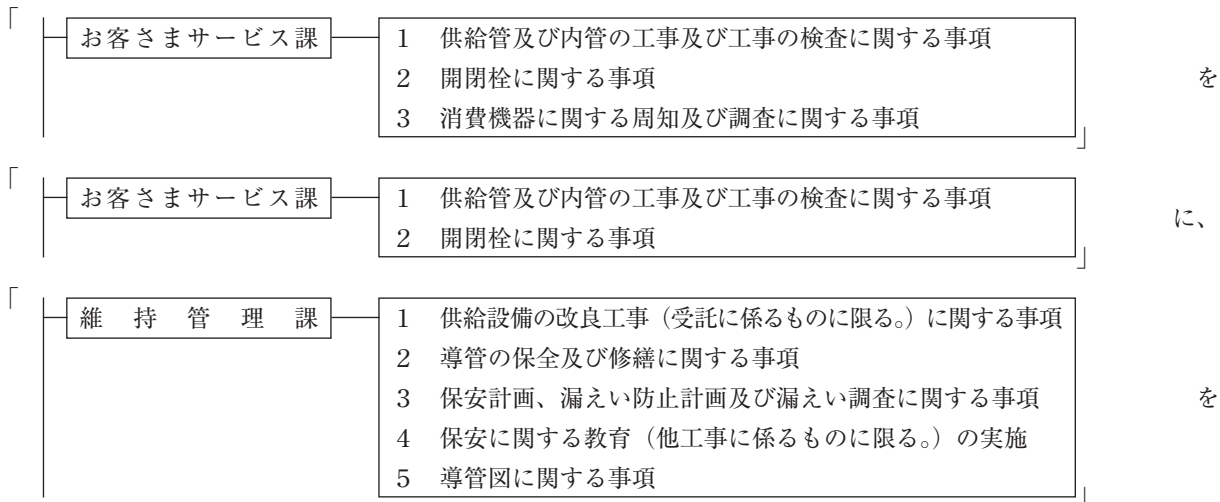 「
お客さまサービス課 1 供給管及び内管の工事及び工事の検査に関する事項
2 開閉栓に関する事項 を
3 消費機器に関する周知及び調査に関する事項
」
「
お客さまサービス課 1 供給管及び内管の工事及び工事の検査に関する事項
に、
2 開閉栓に関する事項
」
「
維持管理課 1 供給設備の改良工事（受託に係るものに限る。）に関する事項
2 導管の保全及び修繕に関する事項
3 保安計画、漏えい防止計画及び漏えい調査に関する事項 を
4 保安に関する教育（他工事に係るものに限る。）の実施
5 導管図に関する事項
」